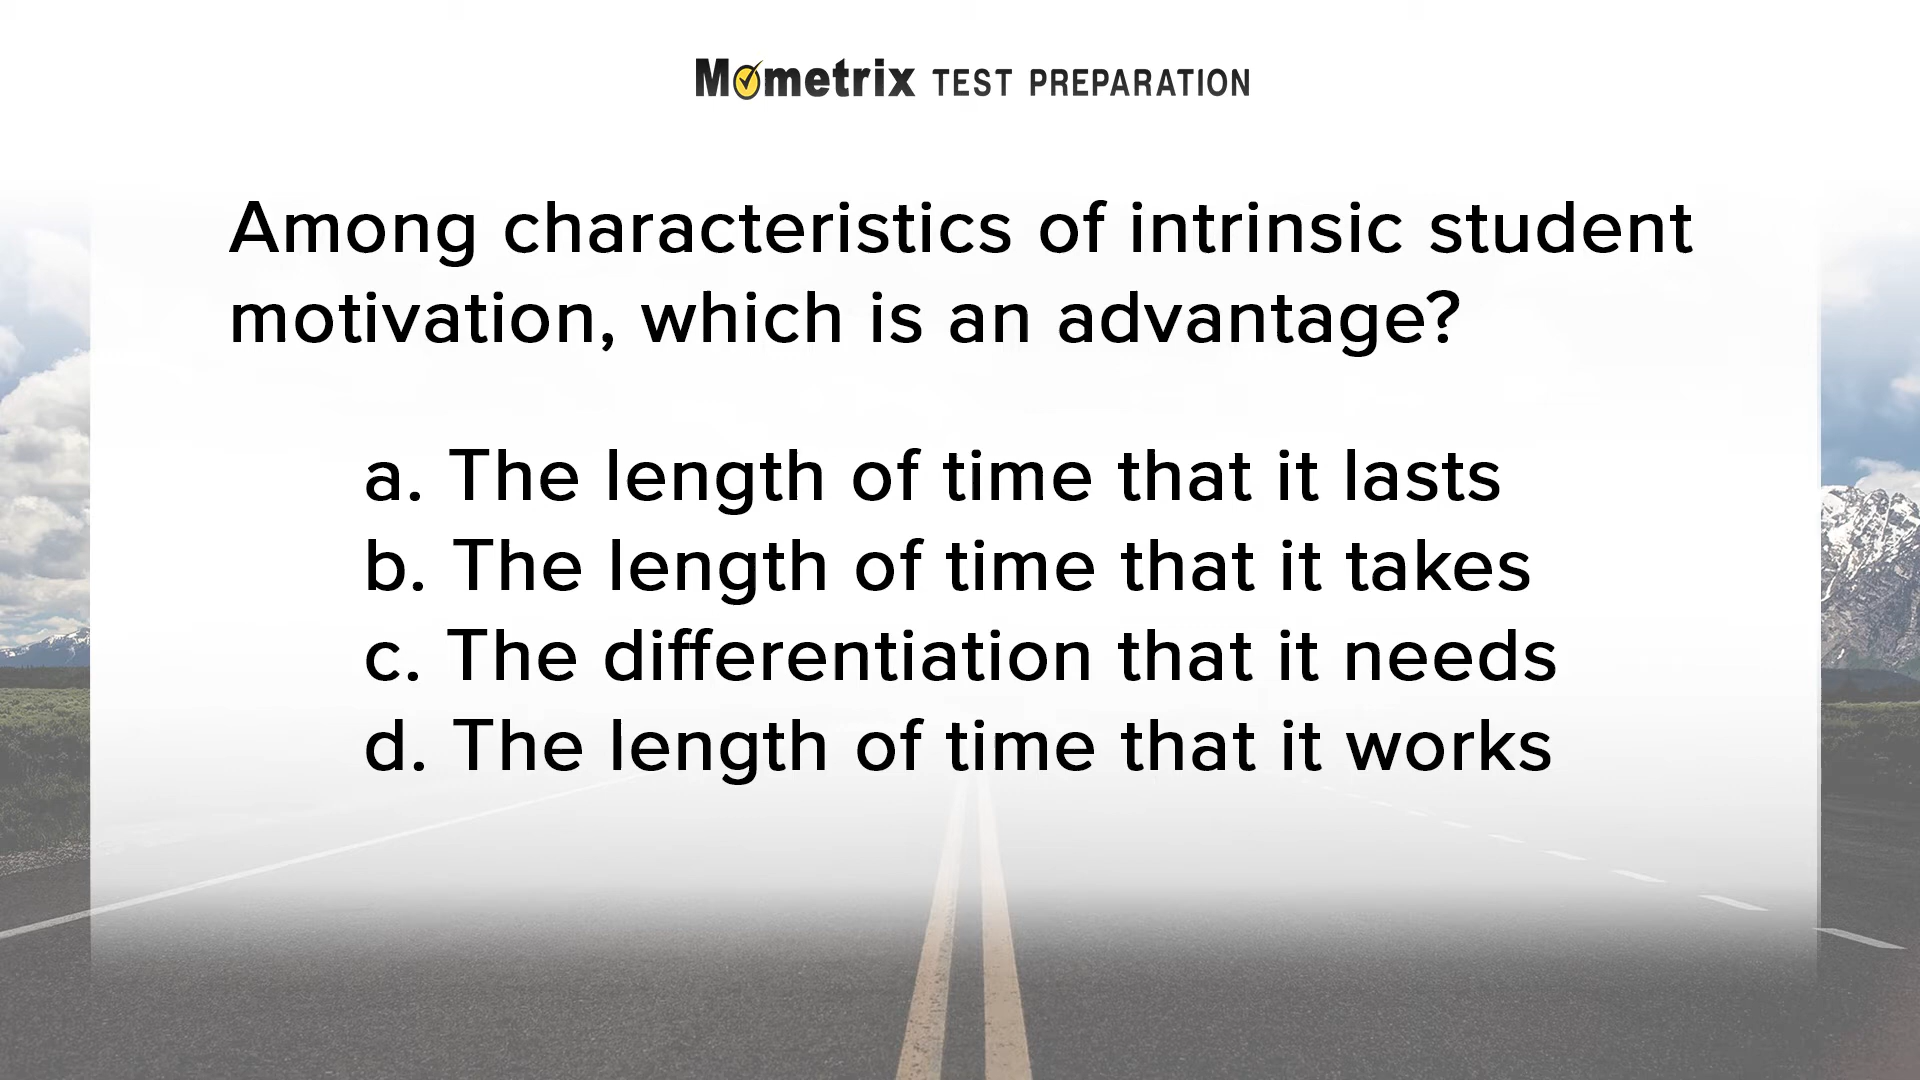 Mometrix TEST PREPARATION
Among characteristics of intrinsic student
motivation, which is an advantage?
a. The length of time that it lasts
b. The length of time that it takes
c. The differentiation that it needs
d. The length of time that it works